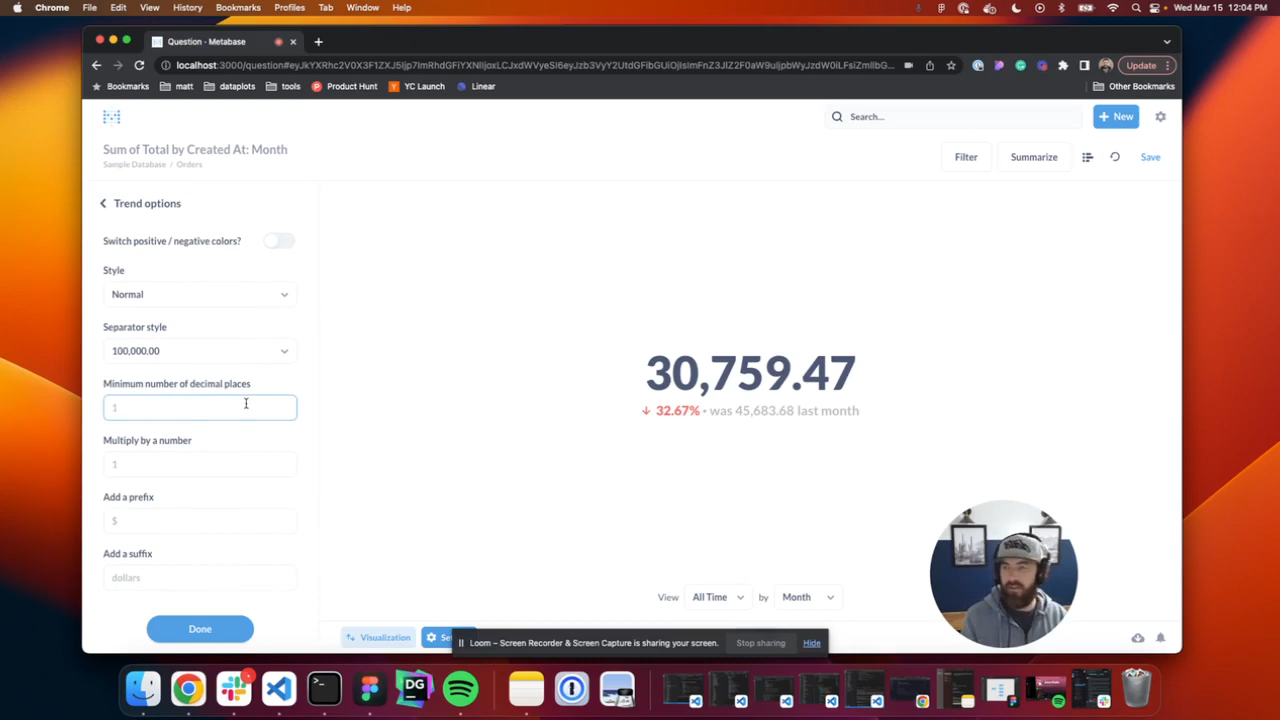 Chrome File Edit View History Bookmarks Profiles Tab Window Help Wed Mar 15 12:04 PM
Question - Metabase
Update
Bookmarks matt dataplots tools Product Hunt YC Launch Linear Other Bookmarks
Search...
New
Sum of Total by Created At: Month
Sample Database / Orders
Filter
Summarize
Save
Trend options
Switch positive / negative colors?
Style
Normal
Separator style
100,000.00
Minimum number of decimal places
1
Multiply by a number
1
Add a prefix
$
Add a suffix
dollars
Done
30,759.47
32.67% • was 45,683.68 last month
View All Time by Month
Visualization
Loom – Screen Recorder & Screen Capture is sharing your screen. Stop sharing Hide
DG